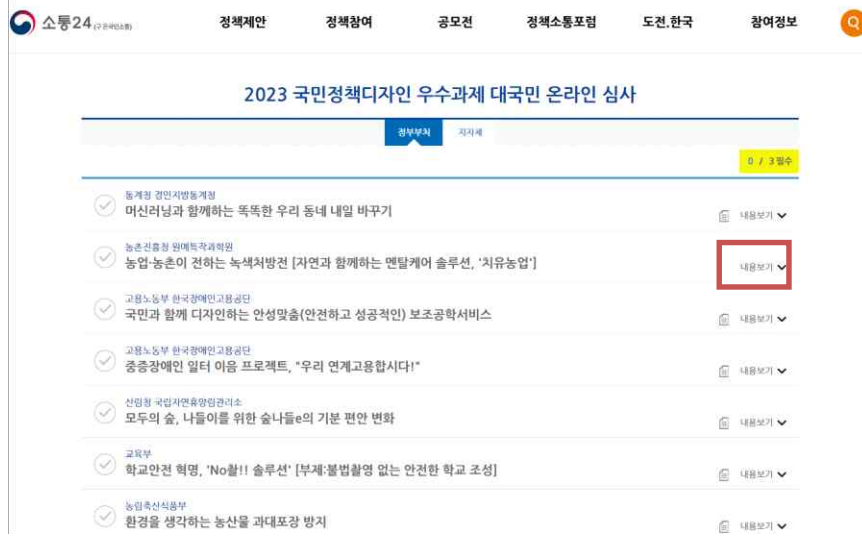 소통24 (구 온국민소통)
정책제안 정책참여 공모전 정책소통포럼 도전.한국 참여정보
2023 국민정책디자인 우수과제 대국민 온라인 심사
정부부처 지자체
0 / 3 필수
통계청 경인지방통계청
머신러닝과 함께하는 똑똑한 우리 동네 내일 바꾸기
내용보기
농촌진흥청 원예특작과학원
농업·농촌이 전하는 녹색처방전 [자연과 함께하는 멘탈케어 솔루션, '치유농업']
내용보기
고용노동부 한국장애인고용공단
국민과 함께 디자인하는 안성맞춤(안전하고 성공적인) 보조공학서비스
내용보기
고용노동부 한국장애인고용공단
중증장애인 일터 이음 프로젝트, "우리 연계고용합시다!"
내용보기
산림청 국립자연휴양림관리소
모두의 숲, 나들이를 위한 숲나들e의 기분 편안 변화
내용보기
교육부
학교안전 혁명, 'No촬!! 솔루션' [부제:불법촬영 없는 안전한 학교 조성]
내용보기
농림축산식품부
환경을 생각하는 농산물 과대포장 방지
내용보기